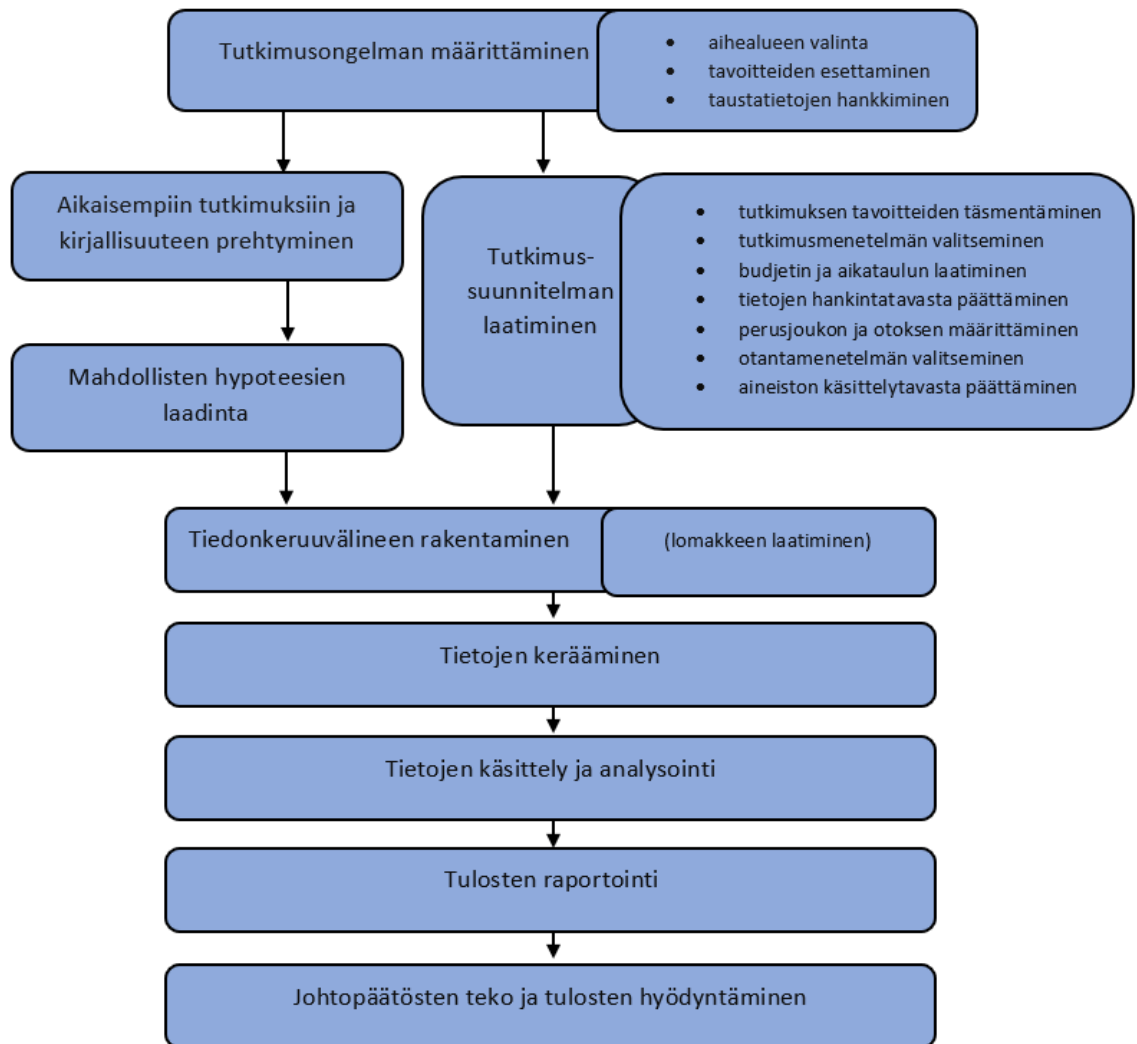 Tutkimusongelman määrittäminen
• aihealueen valinta
• tavoitteiden esettaminen
• taustatietojen hankkiminen
Aikaisempiin tutkimuksiin ja
kirjallisuuteen prehtyminen
Mahdollisten hypoteesien
laadinta
Tutkimus-
suunnitelman
laatiminen
• tutkimuksen tavoitteiden täsmentäminen
• tutkimusmenetelmän valitseminen
• budjetin ja aikataulun laatiminen
• tietojen hankintatavasta päättäminen
• perusjoukon ja otoksen määrittäminen
• otantamenetelmän valitseminen
• aineiston käsittelytavasta päättäminen
Tiedonkeruuvälineen rakentaminen
(lomakkeen laatiminen)
Tietojen kerääminen
Tietojen käsittely ja analysointi
Tulosten raportointi
Johtopäätösten teko ja tulosten hyödyntäminen